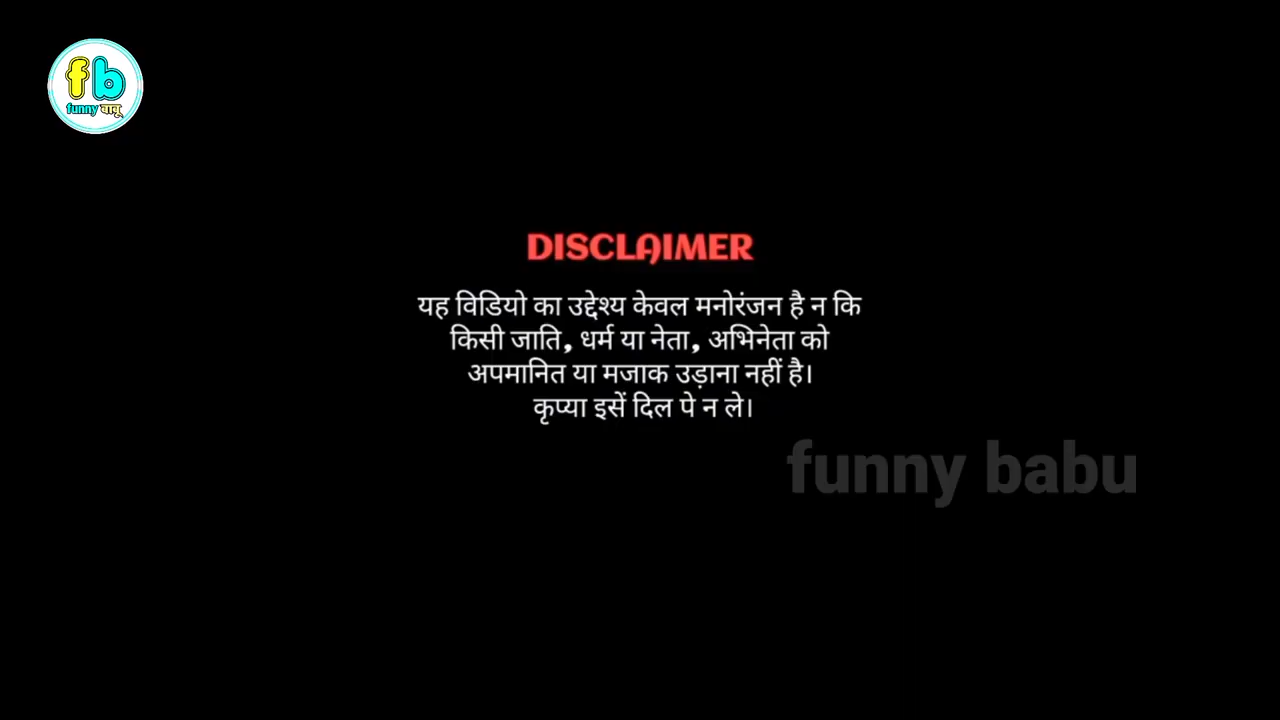 fb
funny बाबू
DISCLAIMER
यह विडियो का उद्देश्य केवल मनोरंजन है न कि
किसी जाति, धर्म या नेता, अभिनेता को
अपमानित या मजाक उड़ाना नहीं है।
कृप्या इसें दिल पे न ले।
funny babu